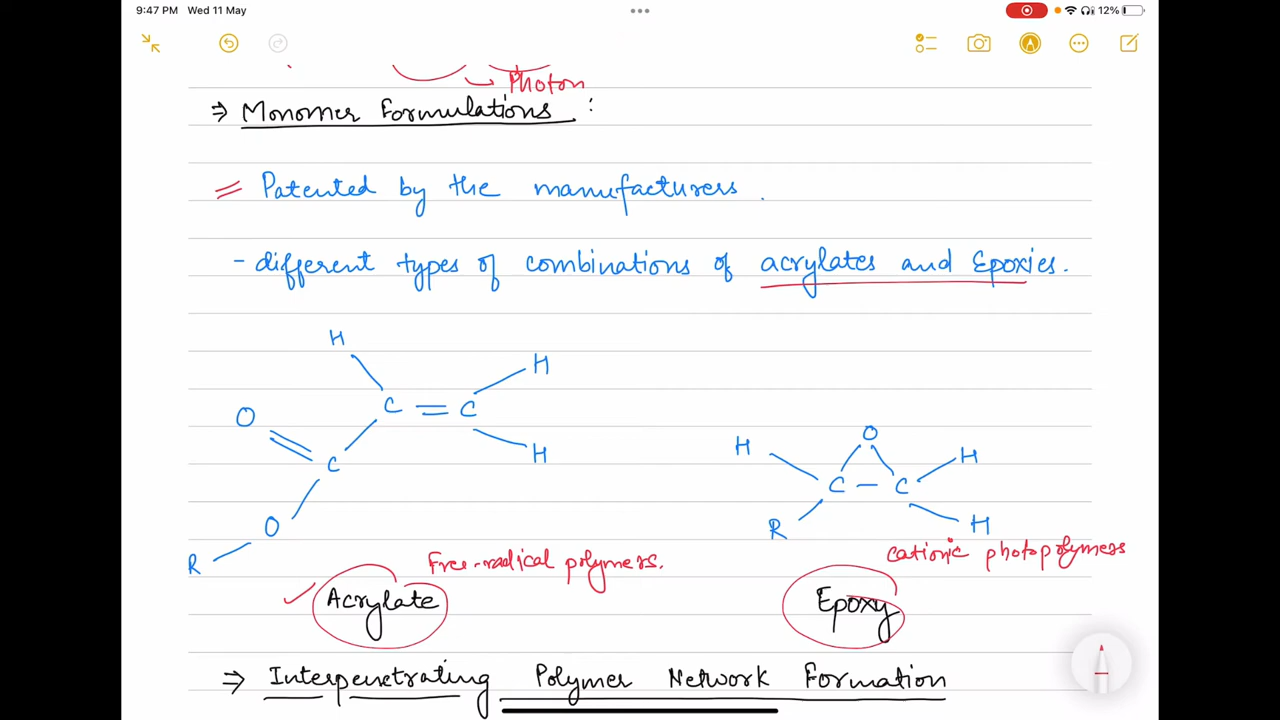 9:47 PM Wed 11 May
12%
Photon
⇒ Monomer Formulations :
= Patented by the manufacturers.
- different types of combinations of acrylates and Epoxies.
H
H
O
C = C
C
H
O
R
O
H
H
C - C
R
H
Free-radical polymers.
cationic photopolymers
Acrylate
Epoxy
⇒ Interpenetrating Polymer Network Formation